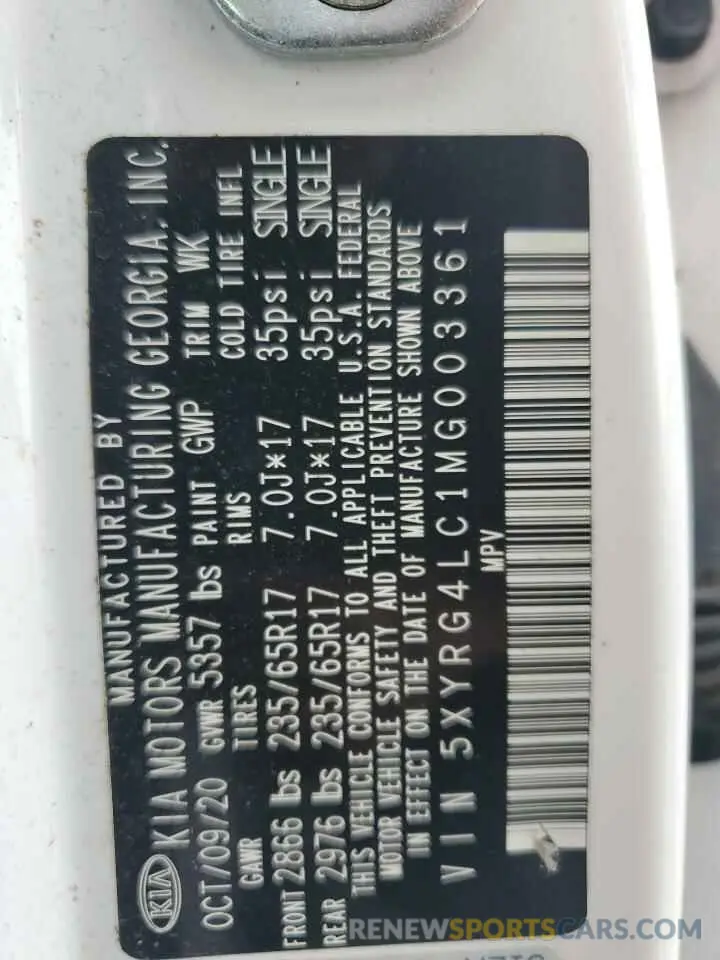 MANUFACTURED BY
KIA KIA MOTORS MANUFACTURING GEORGIA, INC.
OCT/09/20 GVWR 5357 lbs PAINT GWP TRIM WK
GAWR TIRES RIMS COLD TIRE INFL
FRONT 2866 lbs 235/65R17 7.0J*17 35psi SINGLE
REAR 2976 lbs 235/65R17 7.0J*17 35psi SINGLE
THIS VEHICLE CONFORMS TO ALL APPLICABLE U.S.A. FEDERAL
MOTOR VEHICLE SAFETY AND THEFT PREVENTION STANDARDS
IN EFFECT ON THE DATE OF MANUFACTURE SHOWN ABOVE
VIN 5XYRG4LC1MG003361
MPV
RENEWSPORTSCARS.COM